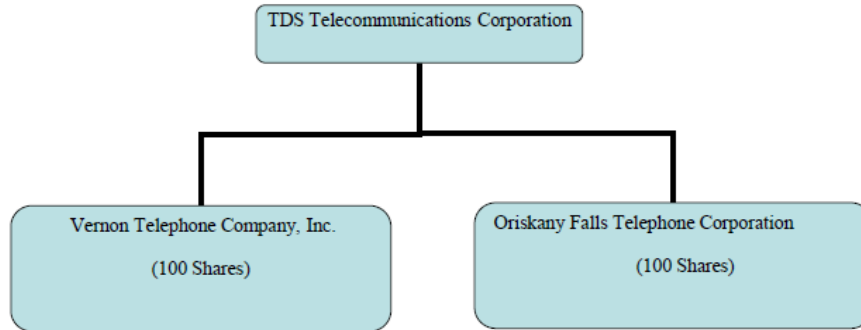 TDS Telecommunications Corporation
Vernon Telephone Company, Inc.
(100 Shares)
Oriskany Falls Telephone Corporation
(100 Shares)